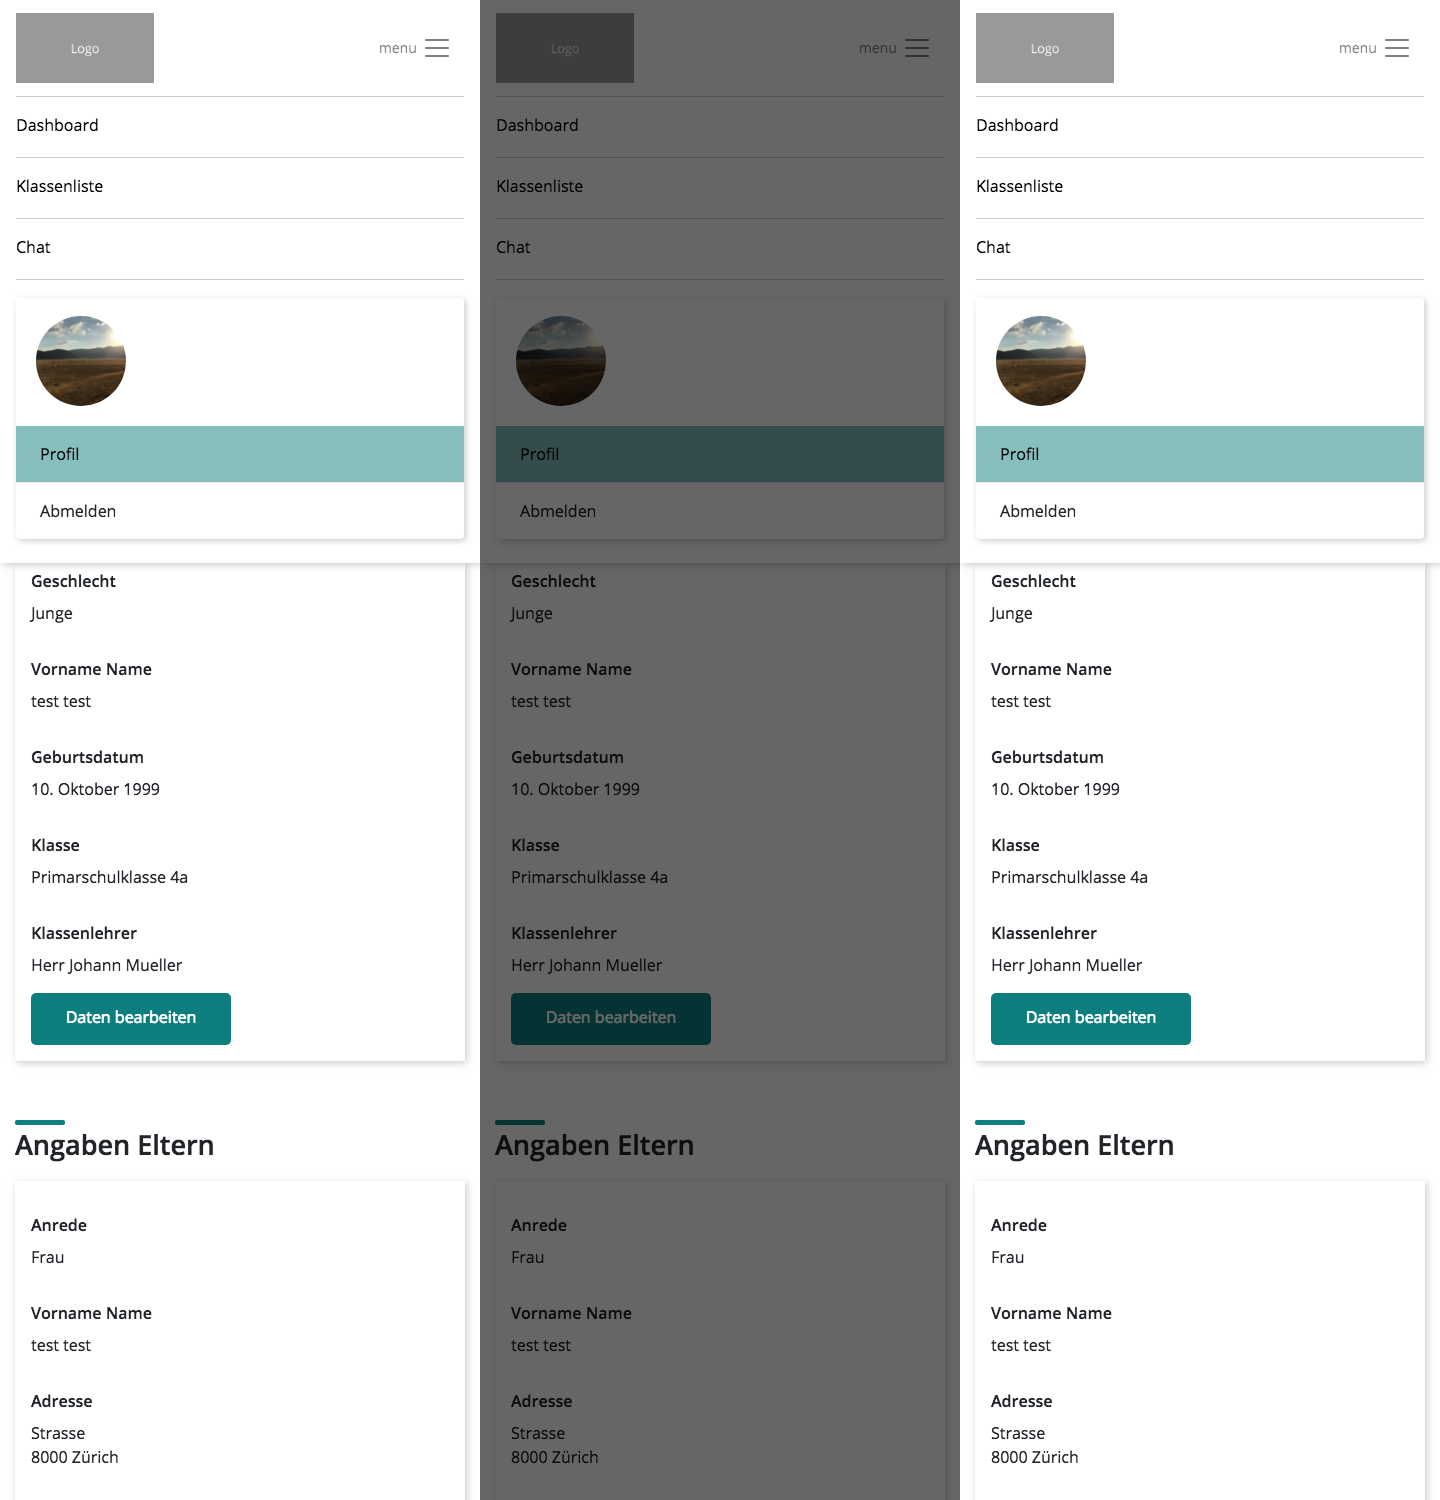 Logo
menu
Dashboard
Klassenliste
Chat
Profil
Abmelden
Geschlecht
Junge
Vorname Name
test test
Geburtsdatum
10. Oktober 1999
Klasse
Primarschulklasse 4a
Klassenlehrer
Herr Johann Mueller
Daten bearbeiten
Angaben Eltern
Anrede
Frau
Vorname Name
test test
Adresse
Strasse
8000 Zürich
Logo
menu
Dashboard
Klassenliste
Chat
Profil
Abmelden
Geschlecht
Junge
Vorname Name
test test
Geburtsdatum
10. Oktober 1999
Klasse
Primarschulklasse 4a
Klassenlehrer
Herr Johann Mueller
Daten bearbeiten
Angaben Eltern
Anrede
Frau
Vorname Name
test test
Adresse
Strasse
8000 Zürich
Logo
menu
Dashboard
Klassenliste
Chat
Profil
Abmelden
Geschlecht
Junge
Vorname Name
test test
Geburtsdatum
10. Oktober 1999
Klasse
Primarschulklasse 4a
Klassenlehrer
Herr Johann Mueller
Daten bearbeiten
Angaben Eltern
Anrede
Frau
Vorname Name
test test
Adresse
Strasse
8000 Zürich